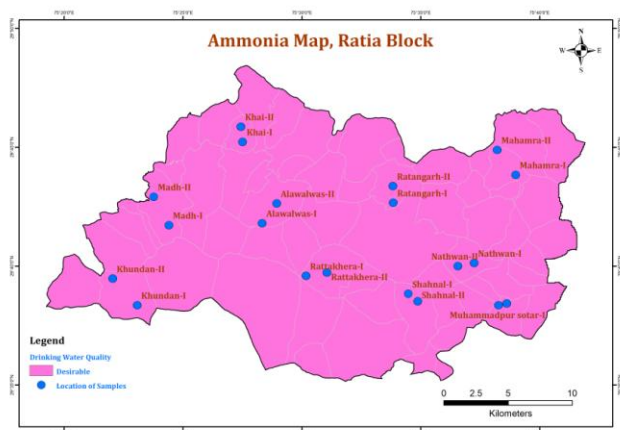 Ammonia Map, Ratia Block
N
W E
S
Khai-II
Khai-I
Mahamra-II
Mahamra-I
Ratangarh-II
Ratangarh-I
Madh-II
Madh-I
Alawalwas-II
Alawalwas-I
Nathwan-II
Nathwan-I
Rattakhera-I
Rattakhera-II
Khundan-II
Khundan-I
Shahnal-I
Shahnal-II
Muhammadpur sotar-I
Legend
Drinking Water Quality
Desirable
Location of Samples
0 2.5 5 10
Kilometers